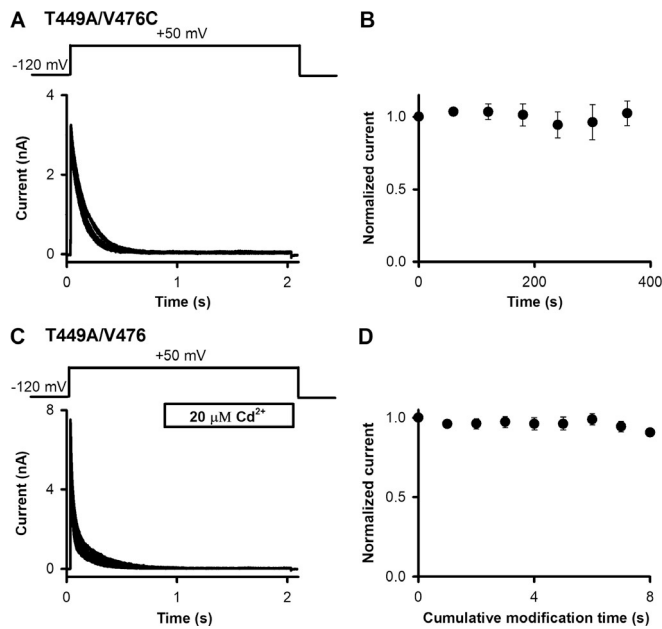 A T449A/V476C
+50 mV
-120 mV
Current (nA)
4
2
0
0 1 2
Time (s)
B
Normalized current
1.0
0.5
0.0
0 200 400
Time (s)
C T449A/V476
+50 mV
-120 mV
20 μM Cd²⁺
Current (nA)
8
4
0
0 1 2
Time (s)
D
Normalized current
1.0
0.5
0.0
0 4 8
Cumulative modification time (s)